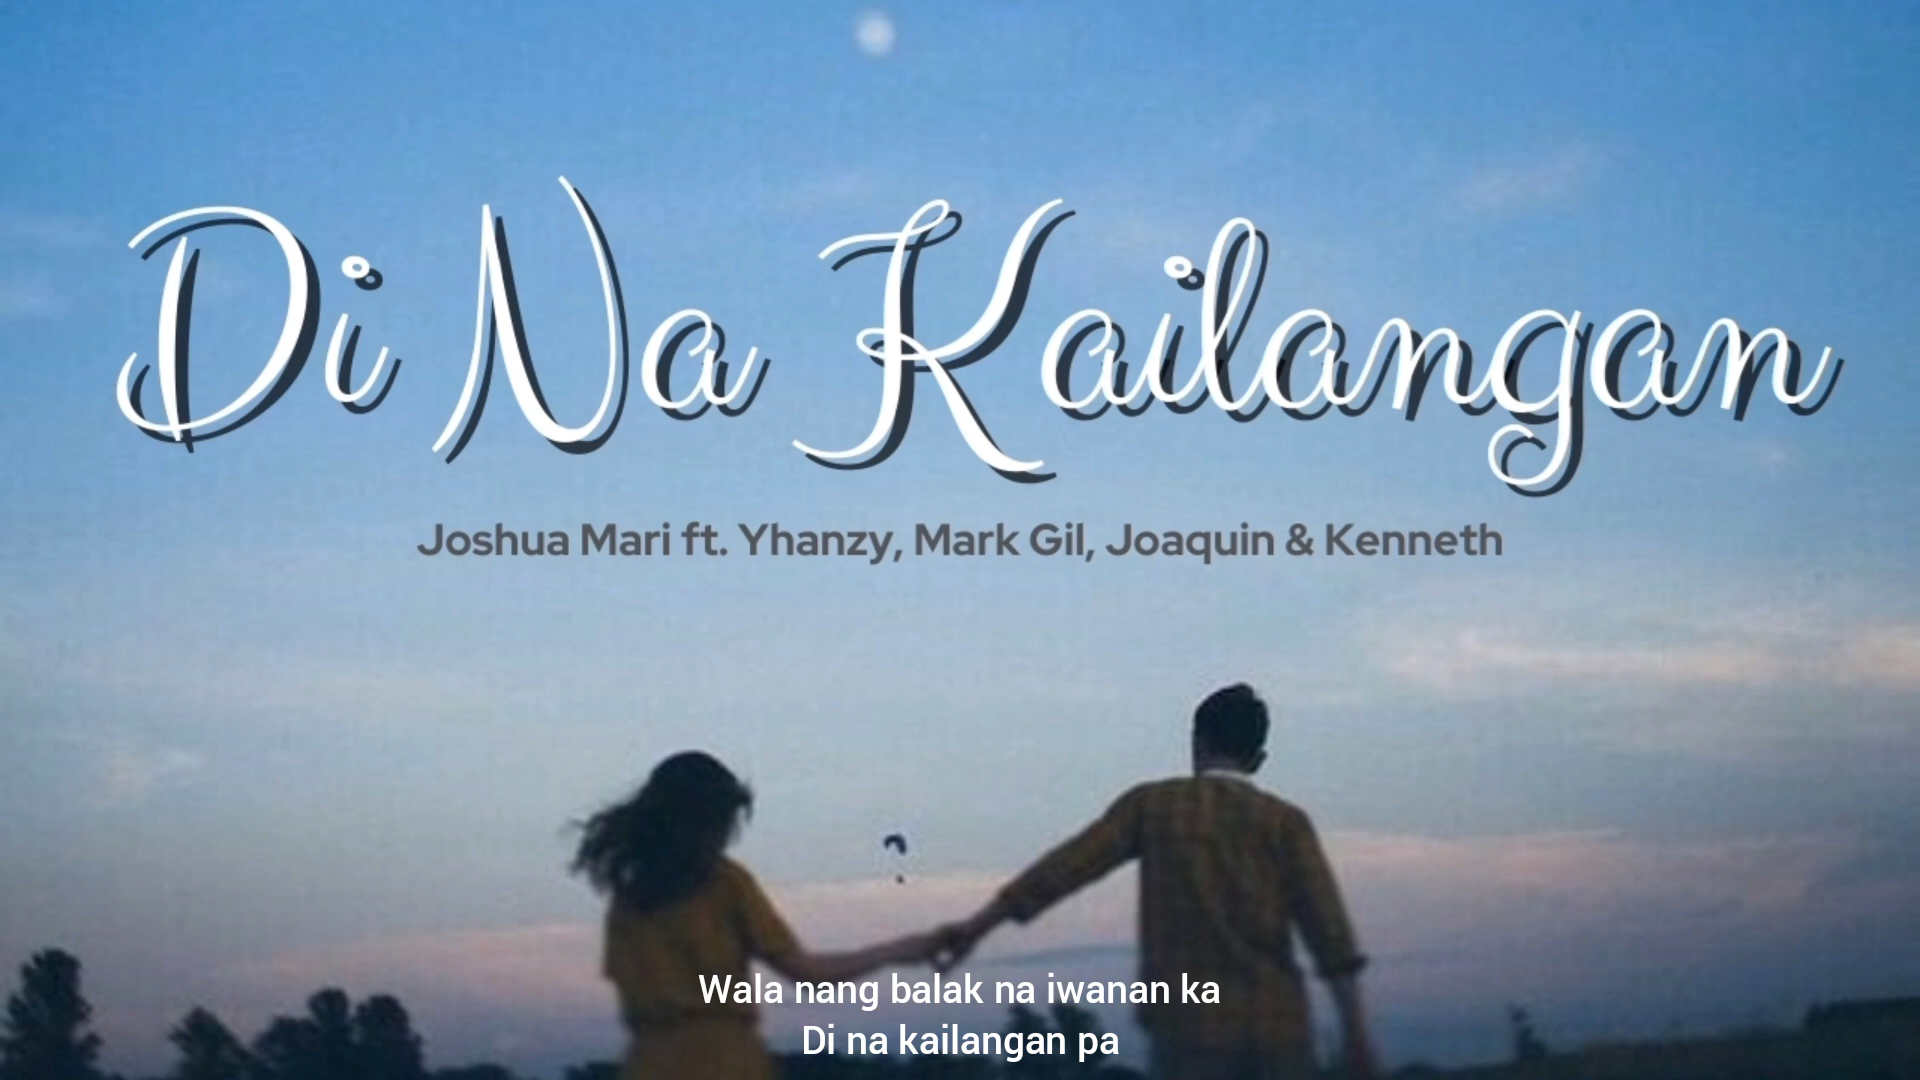 Di Na Kailangan
Joshua Mari ft. Yhanzy, Mark Gil, Joaquin & Kenneth
Wala nang balak na iwanan ka
Di na kailangan pa